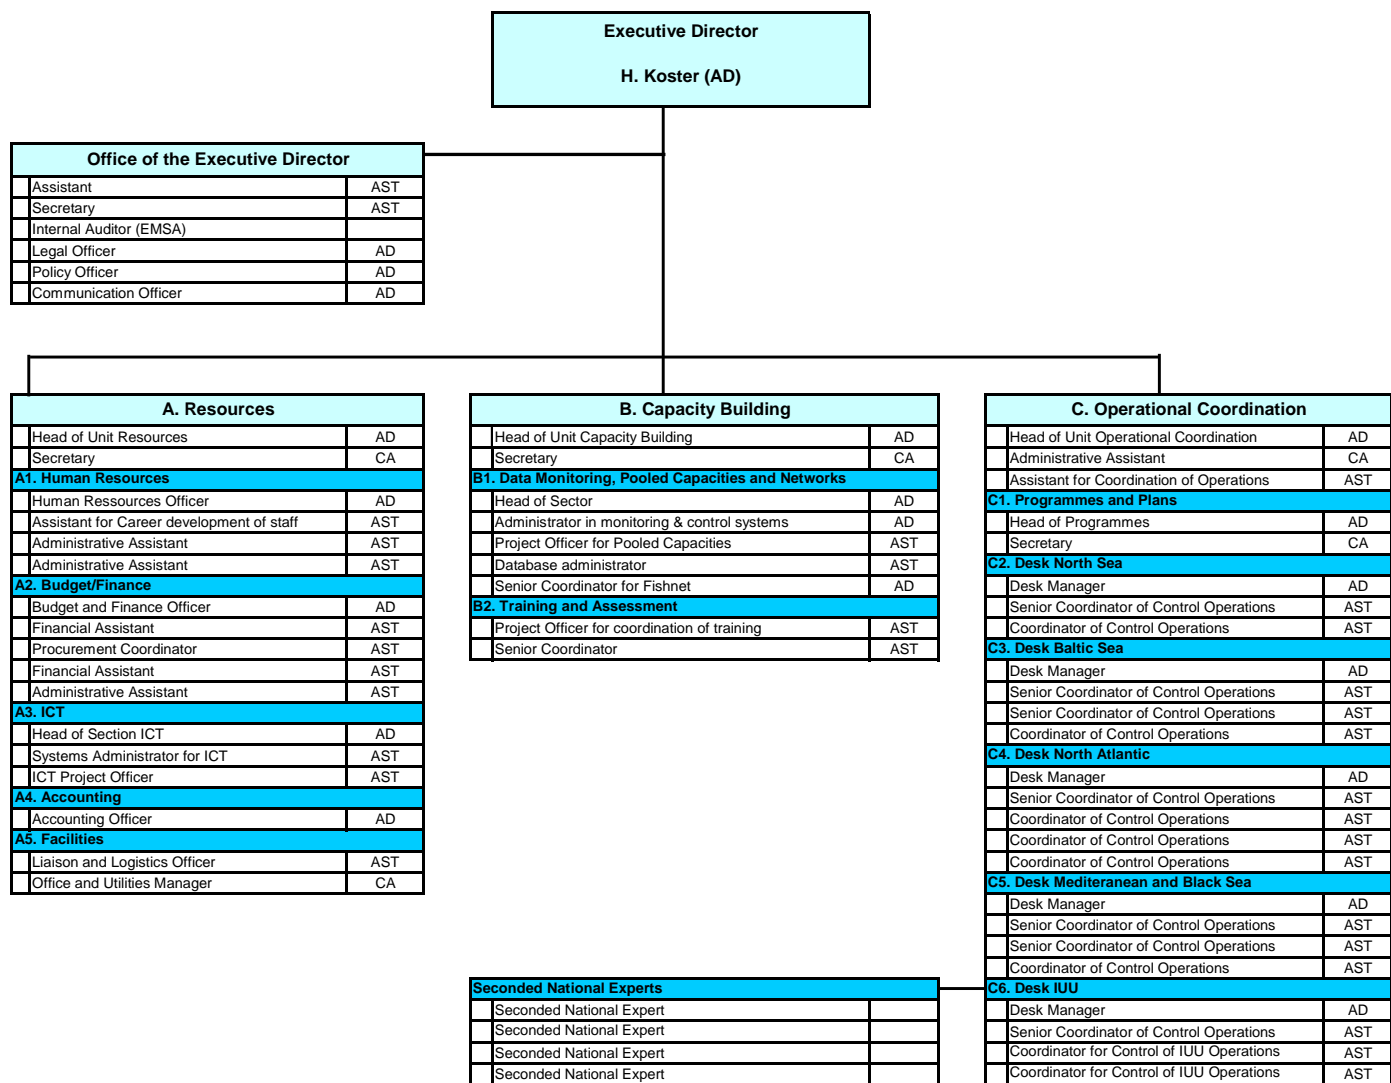 Executive Director
H. Koster (AD)
Office of the Executive Director
Assistant AST
Secretary AST
Internal Auditor (EMSA)
Legal Officer AD
Policy Officer AD
Communication Officer AD
A. Resources
Head of Unit Resources AD
Secretary CA
A1. Human Resources
Human Ressources Officer AD
Assistant for Career development of staff AST
Administrative Assistant AST
Administrative Assistant AST
A2. Budget/Finance
Budget and Finance Officer AD
Financial Assistant AST
Procurement Coordinator AST
Financial Assistant AST
Administrative Assistant AST
A3. ICT
Head of Section ICT AD
Systems Administrator for ICT AST
ICT Project Officer AST
A4. Accounting
Accounting Officer AD
A5. Facilities
Liaison and Logistics Officer AST
Office and Utilities Manager CA
B. Capacity Building
Head of Unit Capacity Building AD
Secretary CA
B1. Data Monitoring, Pooled Capacities and Networks
Head of Sector AD
Administrator in monitoring & control systems AD
Project Officer for Pooled Capacities AST
Database administrator AST
Senior Coordinator for Fishnet AD
B2. Training and Assessment
Project Officer for coordination of training AST
Senior Coordinator AST
Seconded National Experts
Seconded National Expert
Seconded National Expert
Seconded National Expert
Seconded National Expert
C. Operational Coordination
Head of Unit Operational Coordination AD
Administrative Assistant CA
Assistant for Coordination of Operations AST
C1. Programmes and Plans
Head of Programmes AD
Secretary CA
C2. Desk North Sea
Desk Manager AD
Senior Coordinator of Control Operations AST
Coordinator of Control Operations AST
C3. Desk Baltic Sea
Desk Manager AD
Senior Coordinator of Control Operations AST
Senior Coordinator of Control Operations AST
Coordinator of Control Operations AST
C4. Desk North Atlantic
Desk Manager AD
Senior Coordinator of Control Operations AST
Coordinator of Control Operations AST
Coordinator of Control Operations AST
Coordinator of Control Operations AST
C5. Desk Mediteranean and Black Sea
Desk Manager AD
Senior Coordinator of Control Operations AST
Senior Coordinator of Control Operations AST
Coordinator of Control Operations AST
C6. Desk IUU
Desk Manager AD
Senior Coordinator of Control Operations AST
Coordinator for Control of IUU Operations AST
Coordinator for Control of IUU Operations AST